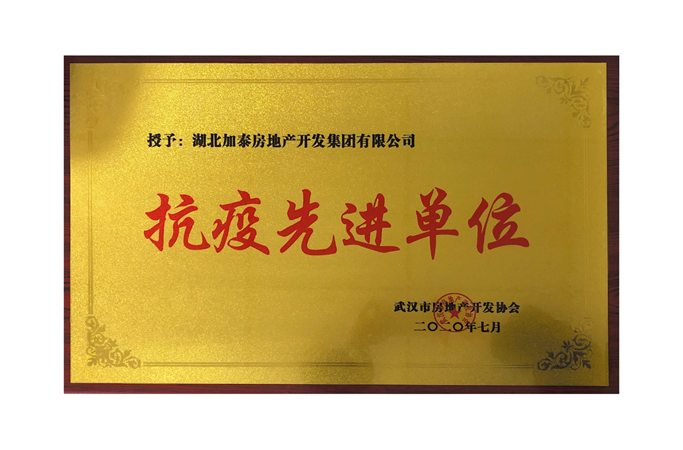 授予：湖北加泰房地产开发集团有限公司
抗疫先进单位
武汉市房地产开发协会
二〇二〇年七月